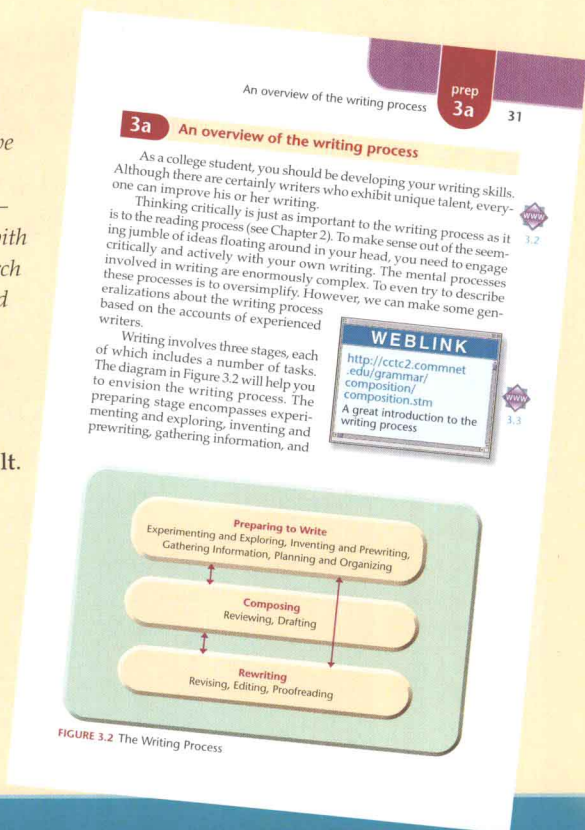 An overview of the writing process
prep
3a
31
3a An overview of the writing process
As a college student, you should be developing your writing skills.
Although there are certainly writers who exhibit unique talent, every-
one can improve his or her writing.
Thinking critically is just as important to the writing process as it
is to the reading process (see Chapter 2). To make sense out of the seem-
ing jumble of ideas floating around in your head, you need to engage
critically and actively with your own writing. The mental processes
involved in writing are enormously complex. To even try to describe
these processes is to oversimplify. However, we can make some gen-
eralizations about the writing process
based on the accounts of experienced
writers.
Writing involves three stages, each
of which includes a number of tasks.
The diagram in Figure 3.2 will help you
to envision the writing process. The
preparing stage encompasses experi-
menting and exploring, inventing and
prewriting, gathering information, and
www
3.2
WEBLINK
http://cctc2.commnet
.edu/grammar/
composition/
composition.stm
A great introduction to the
writing process
www
3.3
Preparing to Write
Experimenting and Exploring, Inventing and Prewriting,
Gathering Information, Planning and Organizing
Composing
Reviewing, Drafting
Rewriting
Revising, Editing, Proofreading
FIGURE 3.2 The Writing Process
ith
d
lt.